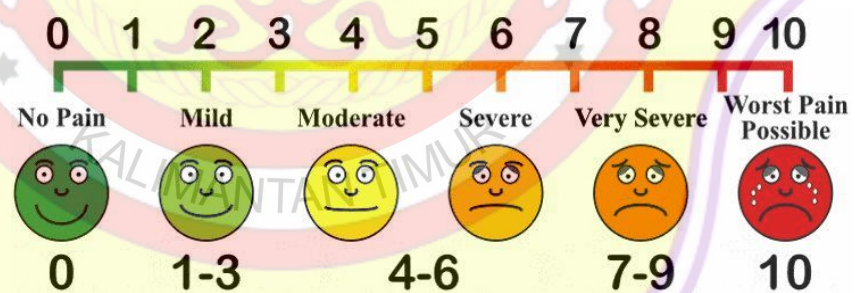 0 1 2 3 4 5 6 7 8 9 10
No Pain Mild Moderate Severe Very Severe Worst Pain
Possible
KALIMANTAN TIMUR
0 1-3 4-6 7-9 10